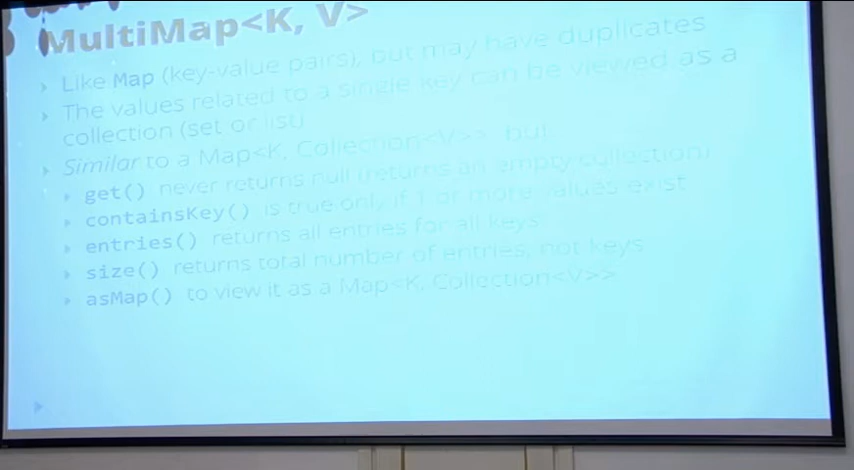 MultiMap<K, V>
Like Map (key-value pairs), but may have duplicates
The values related to a single key can be viewed as a
collection (set or list)
Similar to a Map<K, Collection<V>>, but
get() never returns null (returns an empty collection)
containsKey() is true only if 1 or more values exist
entries() returns all entries for all keys
size() returns total number of entries, not keys
asMap() to view it as a Map<K, Collection<V>>